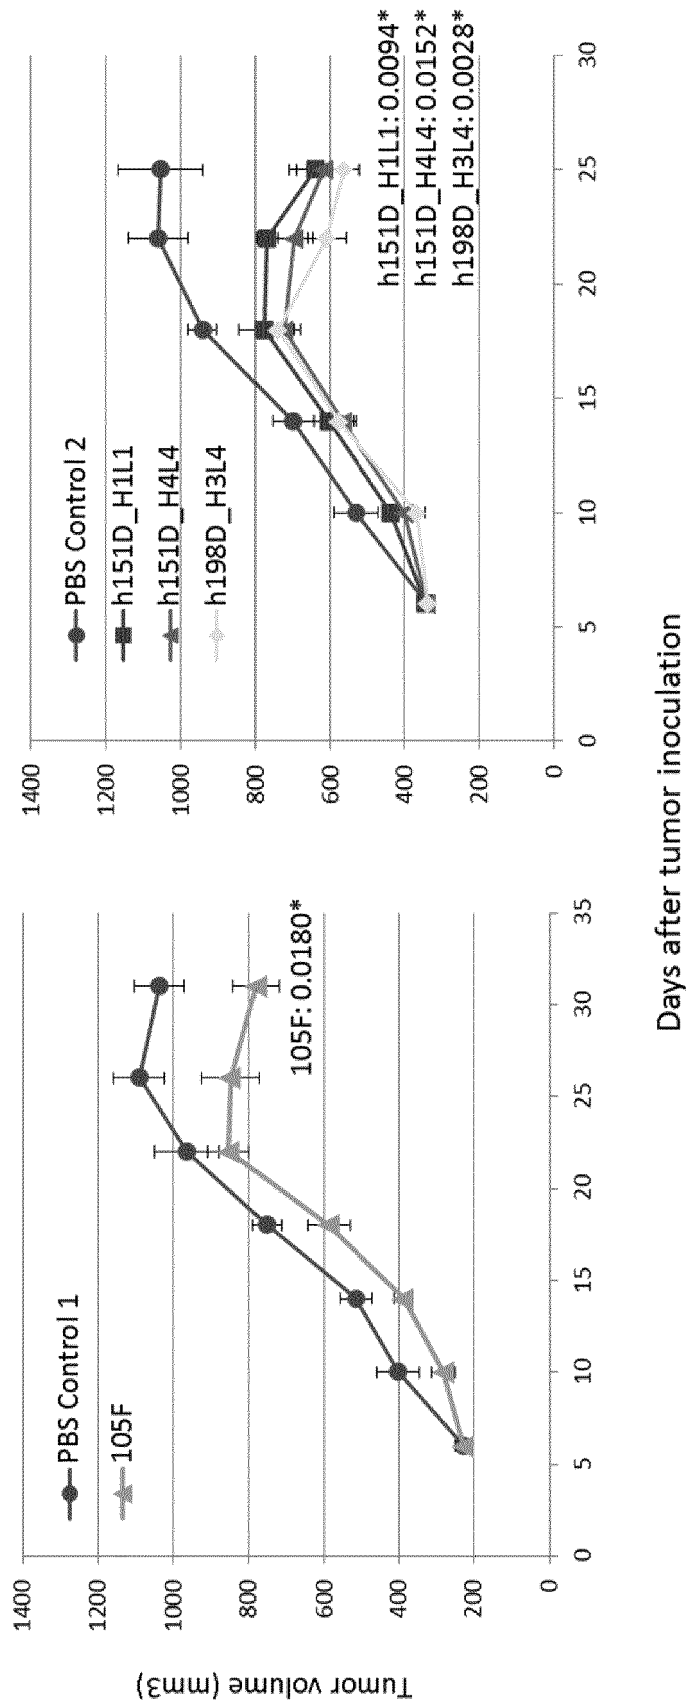 Tumor volume (mm3)
1400
1200
1000
800
600
400
200
0
0
5
10
15
20
25
30
35
PBS Control 1
105F
105F: 0.0180*
1400
1200
1000
800
600
400
200
0
0
5
10
15
20
25
30
PBS Control 2
h151D_H1L1
h151D_H4L4
h198D_H3L4
h151D_H1L1: 0.0094*
h151D_H4L4: 0.0152*
h198D_H3L4: 0.0028*
Days after tumor inoculation